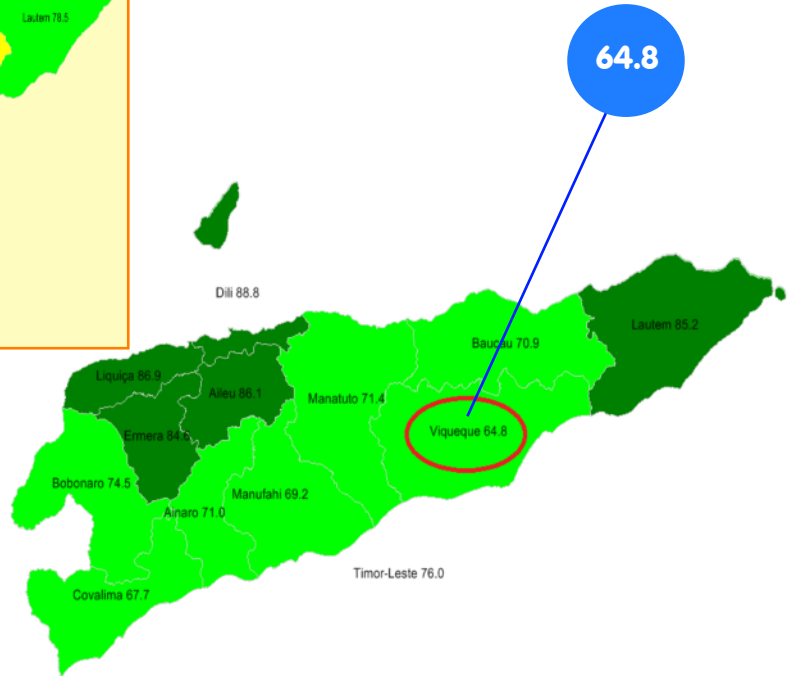 Lautem 78.5
64.8
Dili 88.8
Lautem 85.2
Baucau 70.9
Liquiça 86.9
Aileu 86.1
Manatuto 71.4
Ermera 84.6
Viqueque 64.8
Bobonaro 74.5
Manufahi 69.2
Ainaro 71.0
Timor-Leste 76.0
Covalima 67.7